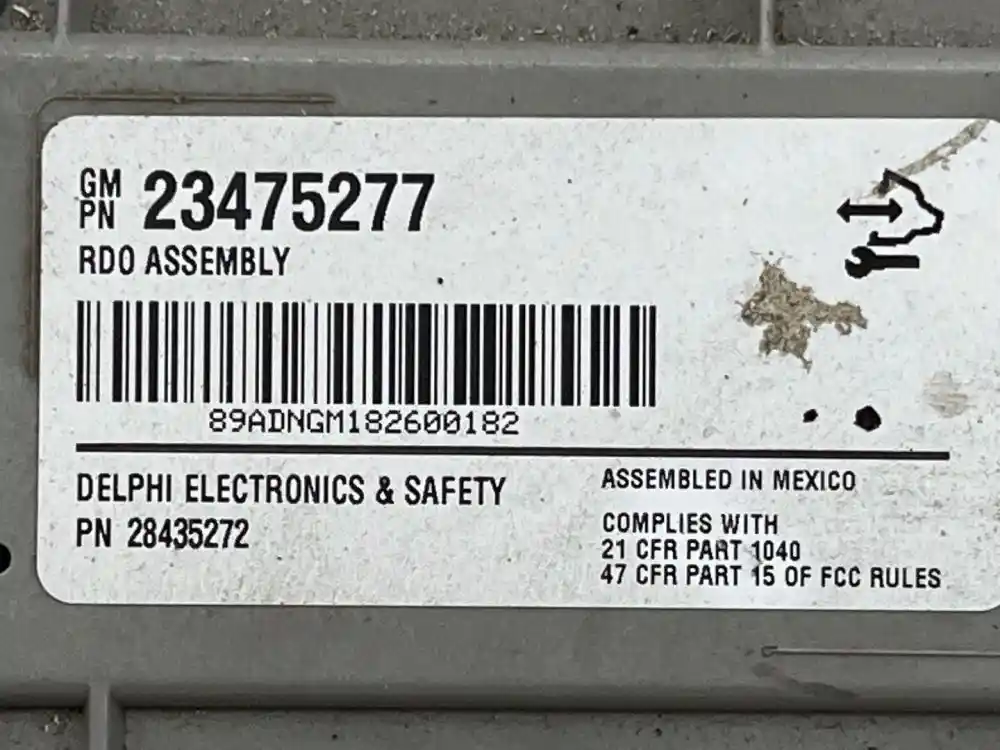 GM PN 23475277
RDO ASSEMBLY
89ADNGM182600182
DELPHI ELECTRONICS & SAFETY
PN 28435272
ASSEMBLED IN MEXICO
COMPLIES WITH
21 CFR PART 1040
47 CFR PART 15 OF FCC RULES